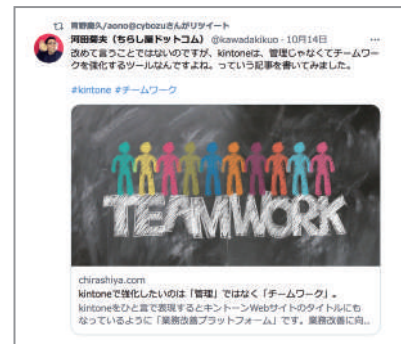 青野慶久/aono@cybozuさんがリツイート
河田菊夫（ちらし屋ドットコム） @kawadakikuo · 10月14日 …
改めて言うことではないのですが、kintoneは、管理じゃなくてチームワー
クを強化するツールなんですよね。っていう記事を書いてみました。
#kintone #チームワーク
TEAMWORK
chirashiya.com
kintoneで強化したいのは「管理」ではなく「チームワーク」。
kintoneをひと言で表現するとキントーンWebサイトのタイトルにも
なっているように「業務改善プラットフォーム」です。業務改善に向..